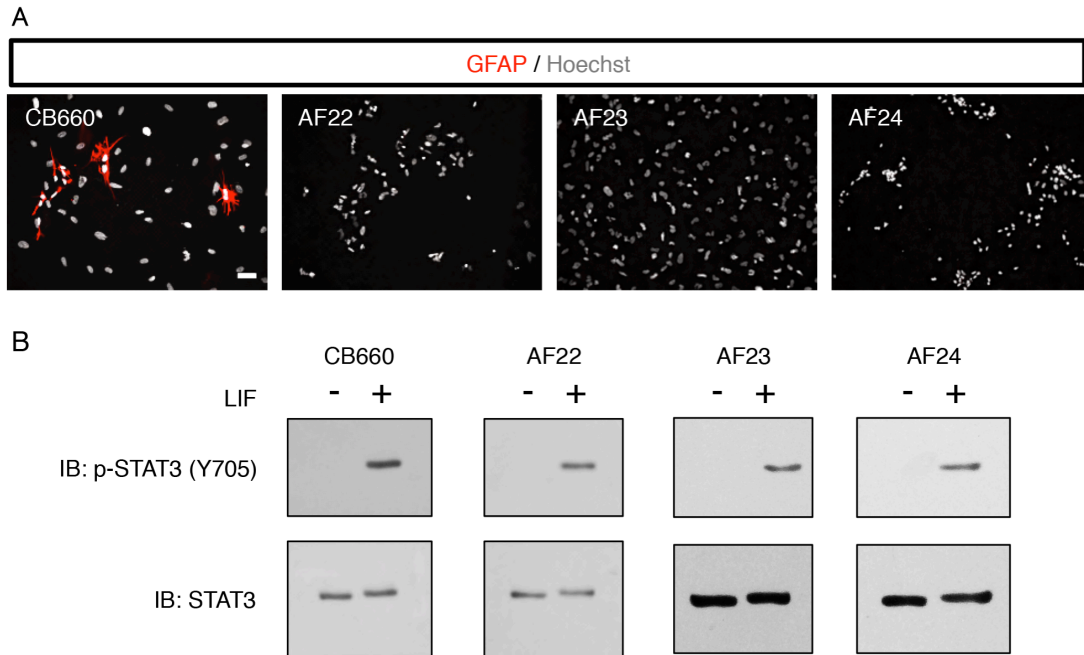 A
GFAP / Hoechst
CB660 AF22 AF23 AF24
B
CB660 AF22 AF23 AF24
LIF - + - + - + - +
IB: p-STAT3 (Y705)
IB: STAT3